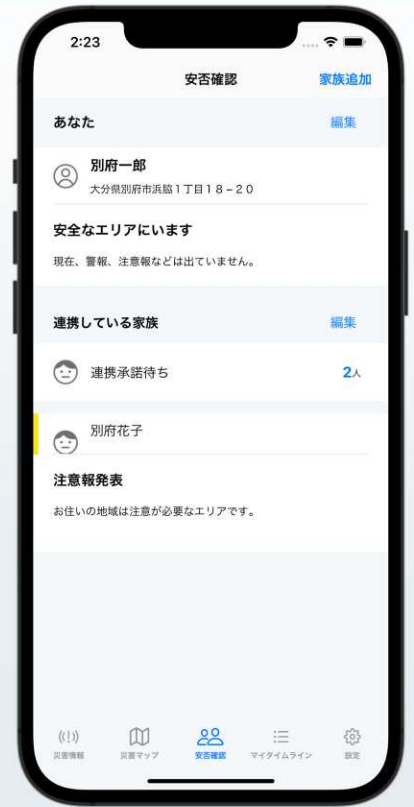 2:23
安否確認
家族追加
あなた
編集
別府一郎
大分県別府市浜脇1丁目18−20
安全なエリアにいます
現在、警報、注意報などは出ていません。
連携している家族
編集
連携承諾待ち
2人
別府花子
注意報発表
お住いの地域は注意が必要なエリアです。
災害情報
災害マップ
安否確認
マイタイムライン
設定